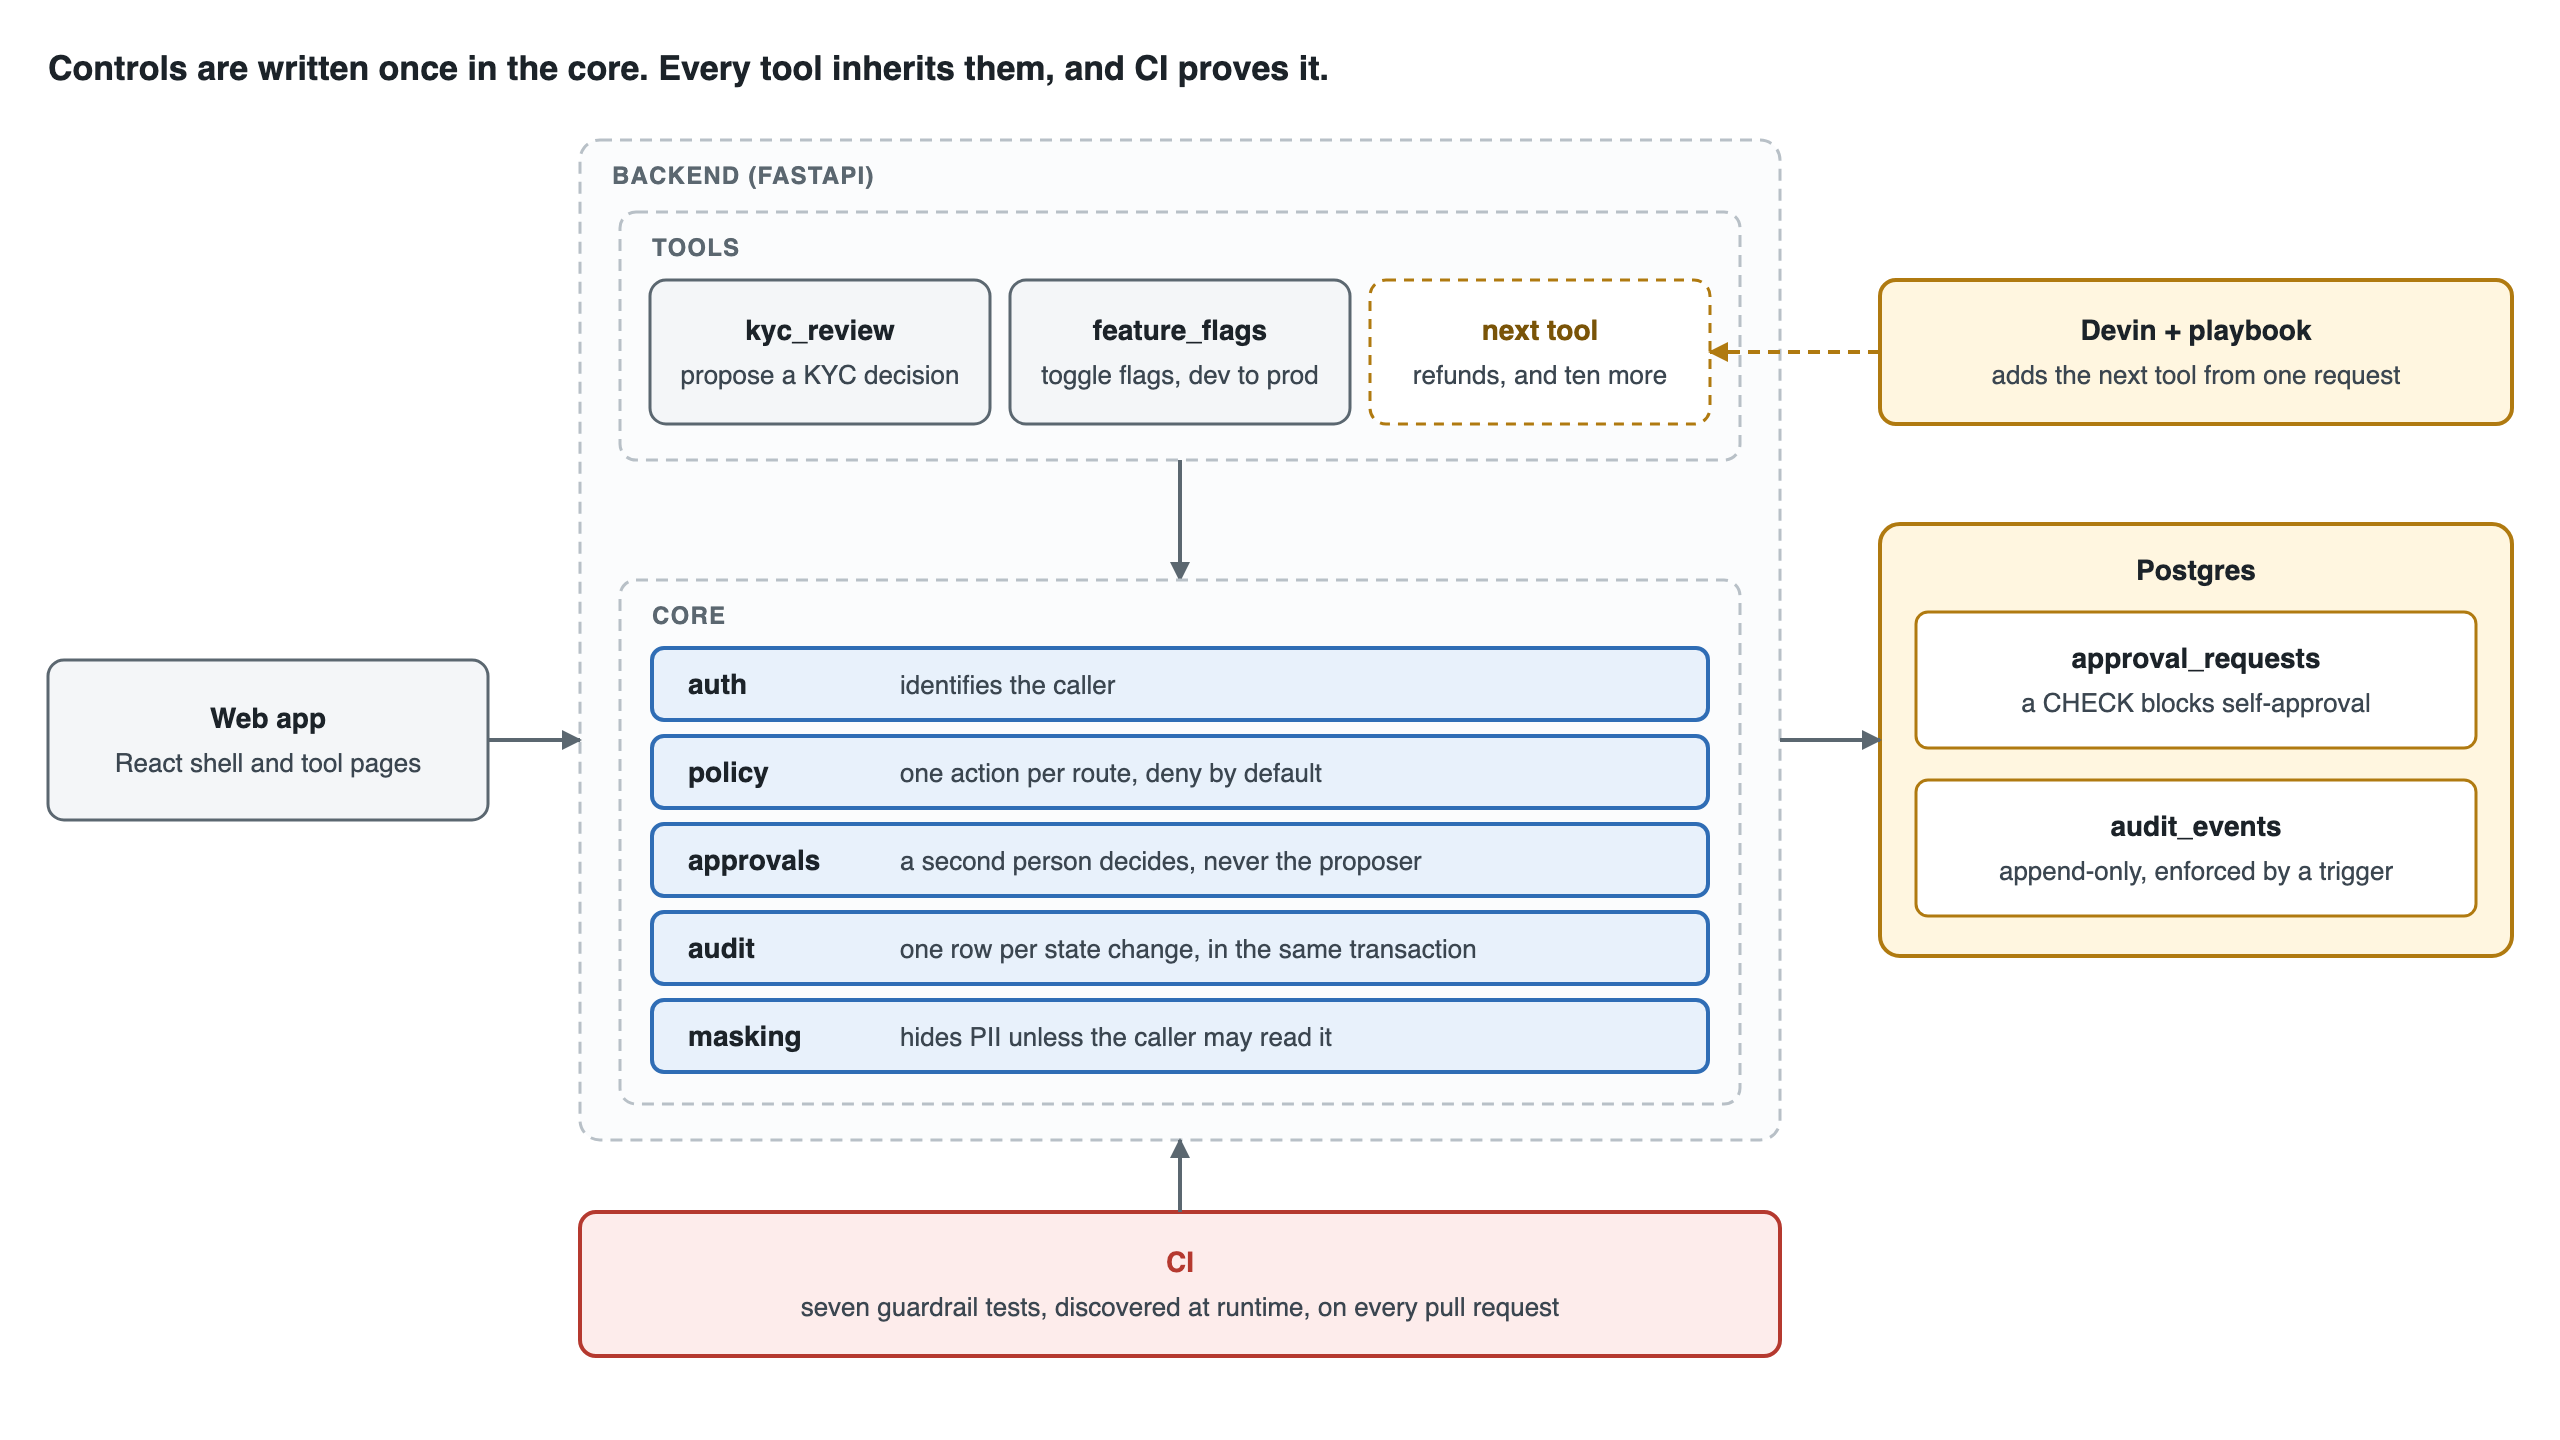 Controls are written once in the core. Every tool inherits them, and CI proves it.
BACKEND (FASTAPI)
TOOLS
kyc_review
propose a KYC decision
feature_flags
toggle flags, dev to prod
next tool
refunds, and ten more
Devin + playbook
adds the next tool from one request
CORE
auth identifies the caller
policy one action per route, deny by default
approvals a second person decides, never the proposer
audit one row per state change, in the same transaction
masking hides PII unless the caller may read it
Web app
React shell and tool pages
Postgres
approval_requests
a CHECK blocks self-approval
audit_events
append-only, enforced by a trigger
CI
seven guardrail tests, discovered at runtime, on every pull request